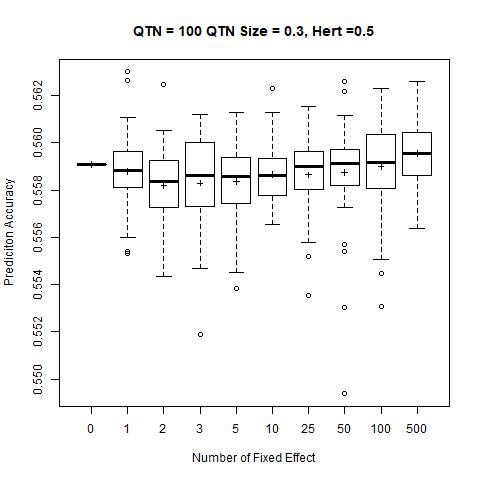 QTN = 100 QTN Size = 0.3, Hert =0.5
0.562
0.560
0.558
0.556
0.554
0.552
0.550
Prediciton Accuracy
0 1 2 3 5 10 25 50 100 500
Number of Fixed Effect